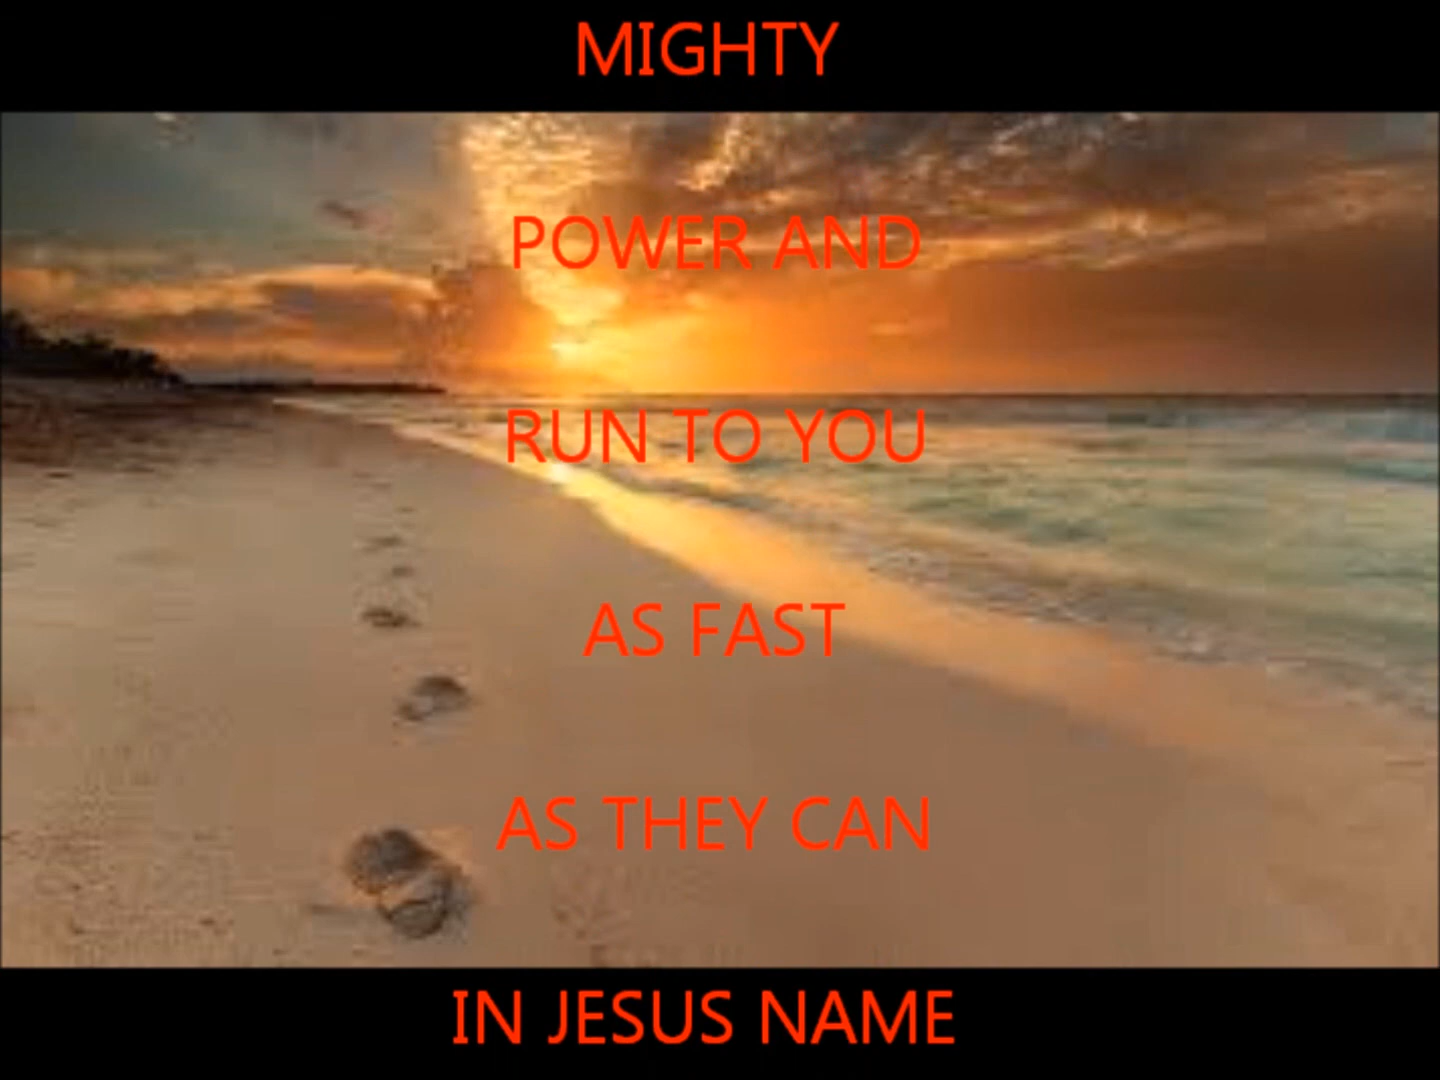 MIGHTY
POWER AND
RUN TO YOU
AS FAST
AS THEY CAN
IN JESUS NAME